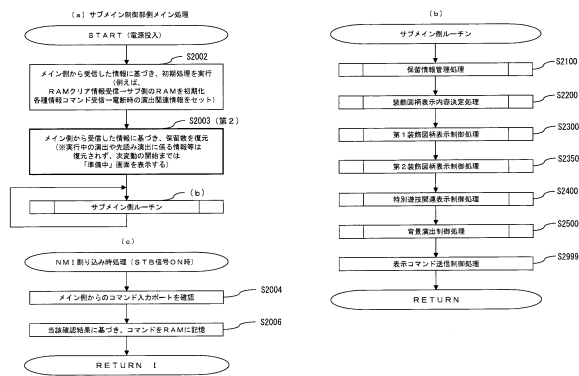 (a) サブメイン制御部側メイン処理
START (電源投入)
S2002
メイン側から受信した情報に基づき、初期処理を実行
(例えば、
RAMクリア情報受信→サブ側のRAMを初期化
各種情報コマンド受信→電断時の演出関連情報をセット)
S2003 (第2)
メイン側から受信した情報に基づき、保留数を復元
(※実行中の演出や先読み演出に係る情報等は
復元されず、次変動の開始までは
「準備中」画面を表示する)
(b)
サブメイン側ルーチン
(c)
NMI割り込み時処理 (STB信号ON時)
S2004
メイン側からのコマンド入力ポートを確認
S2006
当該確認結果に基づき、コマンドをRAMに記憶
RETURN I
(b)
サブメイン側ルーチン
S2100
保留情報管理処理
S2200
装飾図柄表示内容決定処理
S2300
第1装飾図柄表示制御処理
S2350
第2装飾図柄表示制御処理
S2400
特別遊技関連表示制御処理
S2500
背景演出制御処理
S2999
表示コマンド送信制御処理
RETURN